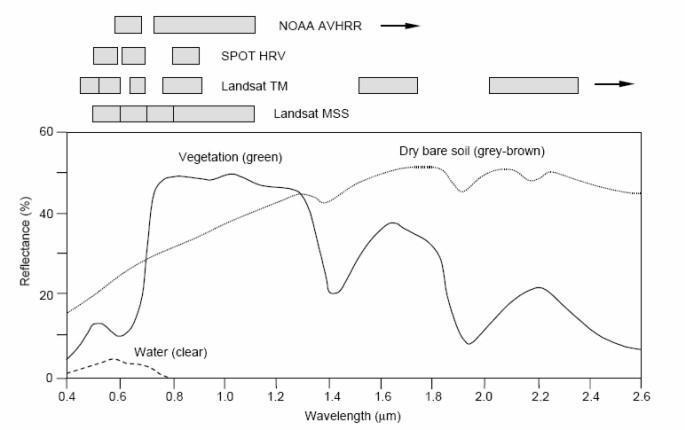 NOAA AVHRR
SPOT HRV
Landsat TM
Landsat MSS
60
Vegetation (green)
Dry bare soil (grey-brown)
40
Reflectance (%)
20
Water (clear)
0
0.4 0.6 0.8 1.0 1.2 1.4 1.6 1.8 2.0 2.2 2.4 2.6
Wavelength (μm)